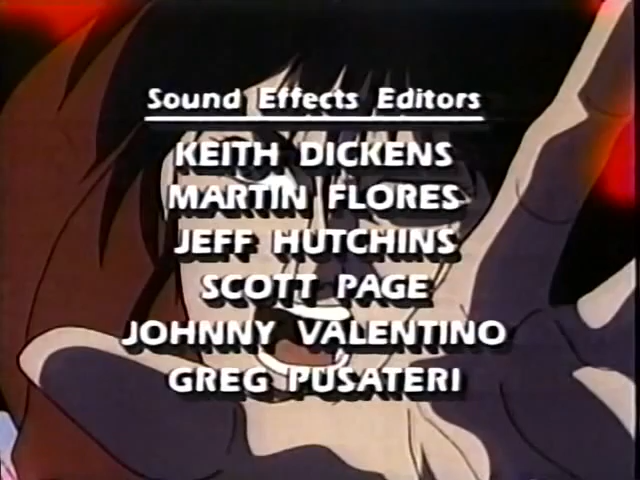 Sound Effects Editors
KEITH DICKENS
MARTIN FLORES
JEFF HUTCHINS
SCOTT PAGE
JOHNNY VALENTINO
GREG PUSATERI